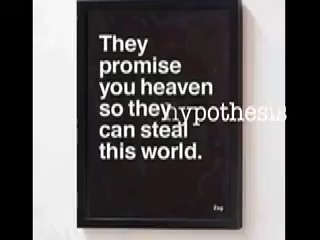 They
promise
you heaven
so they
hypothesis
can steal
this world.